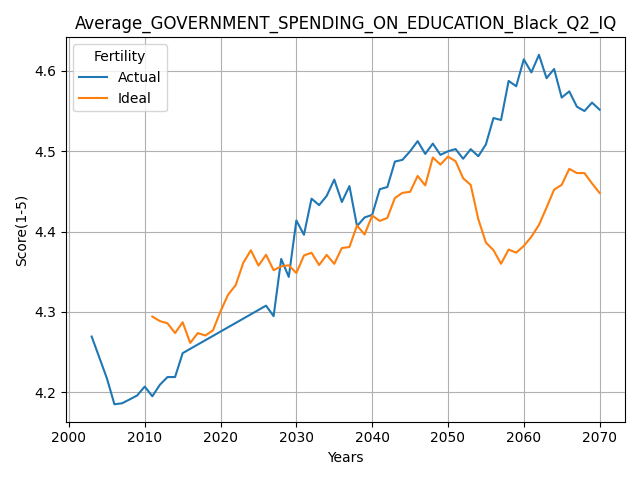 Average_GOVERNMENT_SPENDING_ON_EDUCATION_Black_Q2_IQ
Fertility
Actual
Ideal
Score(1-5)
4.6
4.5
4.4
4.3
4.2
2000 2010 2020 2030 2040 2050 2060 2070
Years